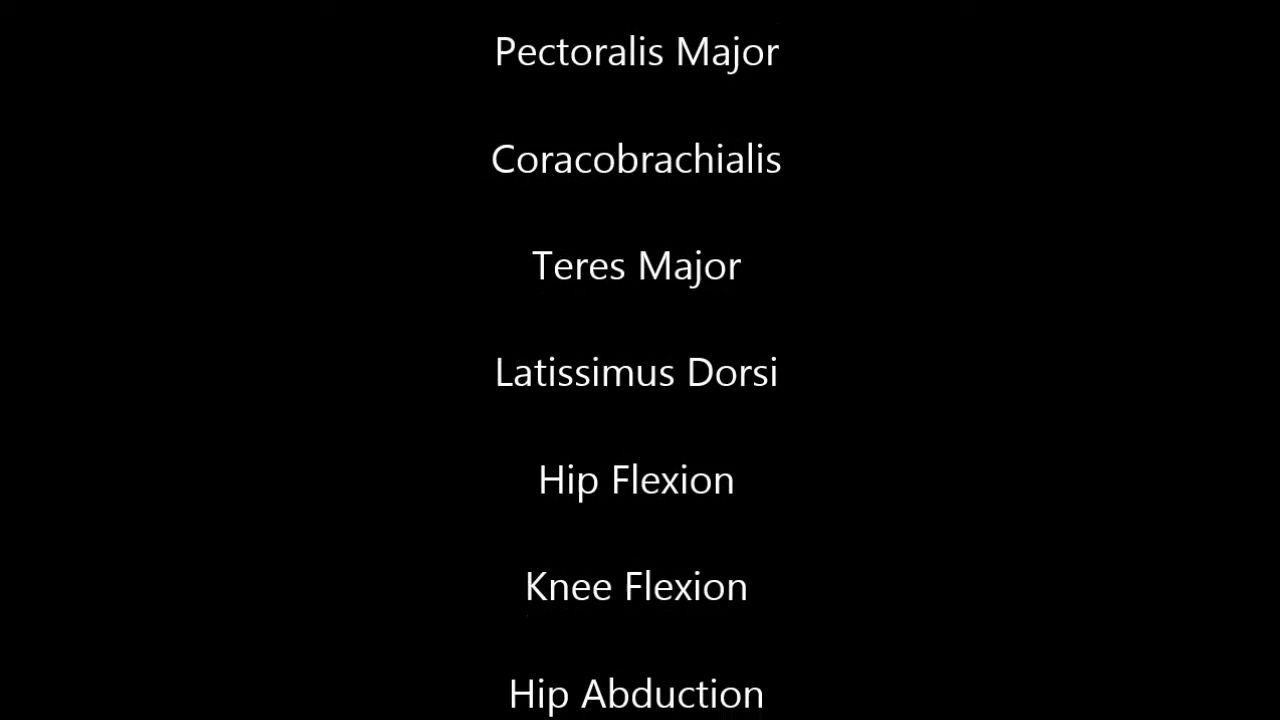 Pectoralis Major
Coracobrachialis
Teres Major
Latissimus Dorsi
Hip Flexion
Knee Flexion
Hip Abduction